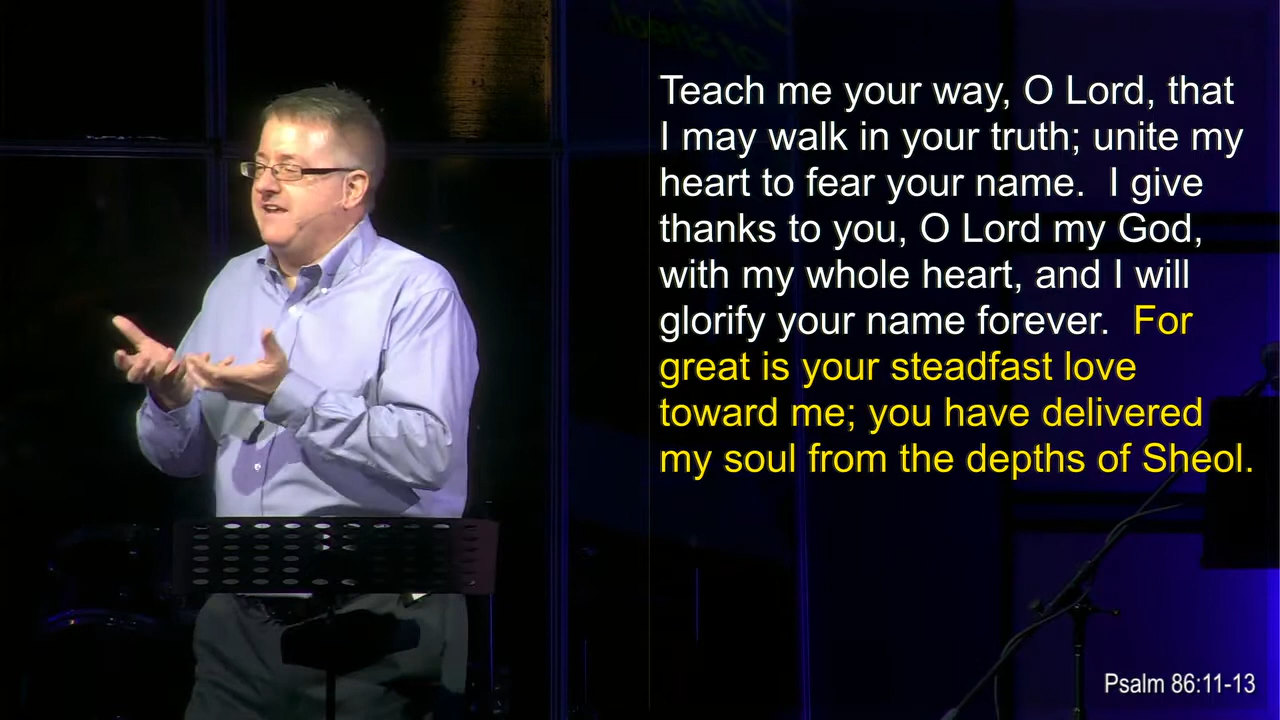 Teach me your way, O Lord, that
I may walk in your truth; unite my
heart to fear your name.  I give
thanks to you, O Lord my God,
with my whole heart, and I will
glorify your name forever.  For
great is your steadfast love
toward me; you have delivered
my soul from the depths of Sheol.
Psalm 86:11-13